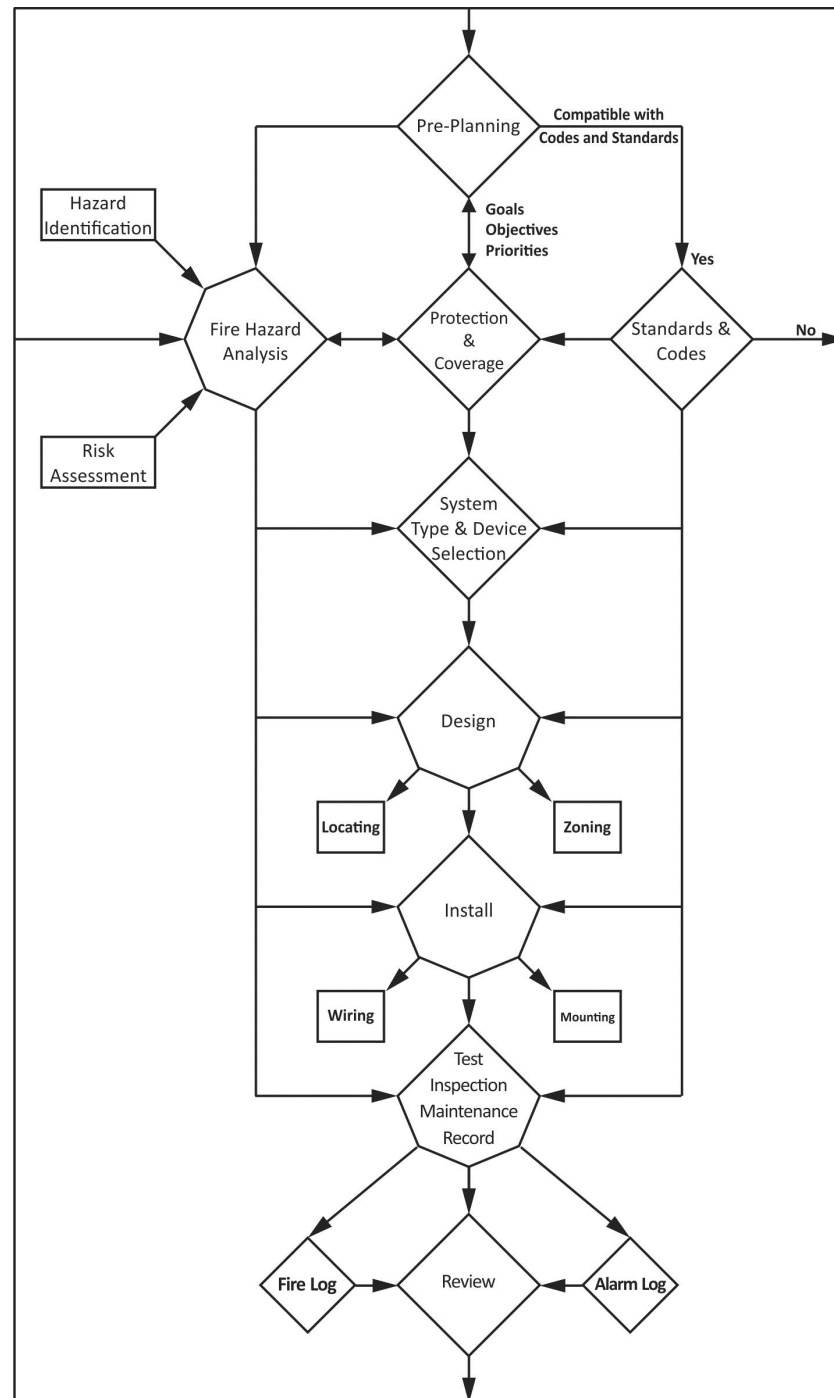 Pre-Planning
Compatible with
Codes and Standards
Hazard
Identification
Goals
Objectives
Priorities
Yes
Fire Hazard
Analysis
Protection
&
Coverage
Standards &
Codes
No
Risk
Assessment
System
Type & Device
Selection
Design
Locating
Zoning
Install
Wiring
Mounting
Test
Inspection
Maintenance
Record
Fire Log
Review
Alarm Log